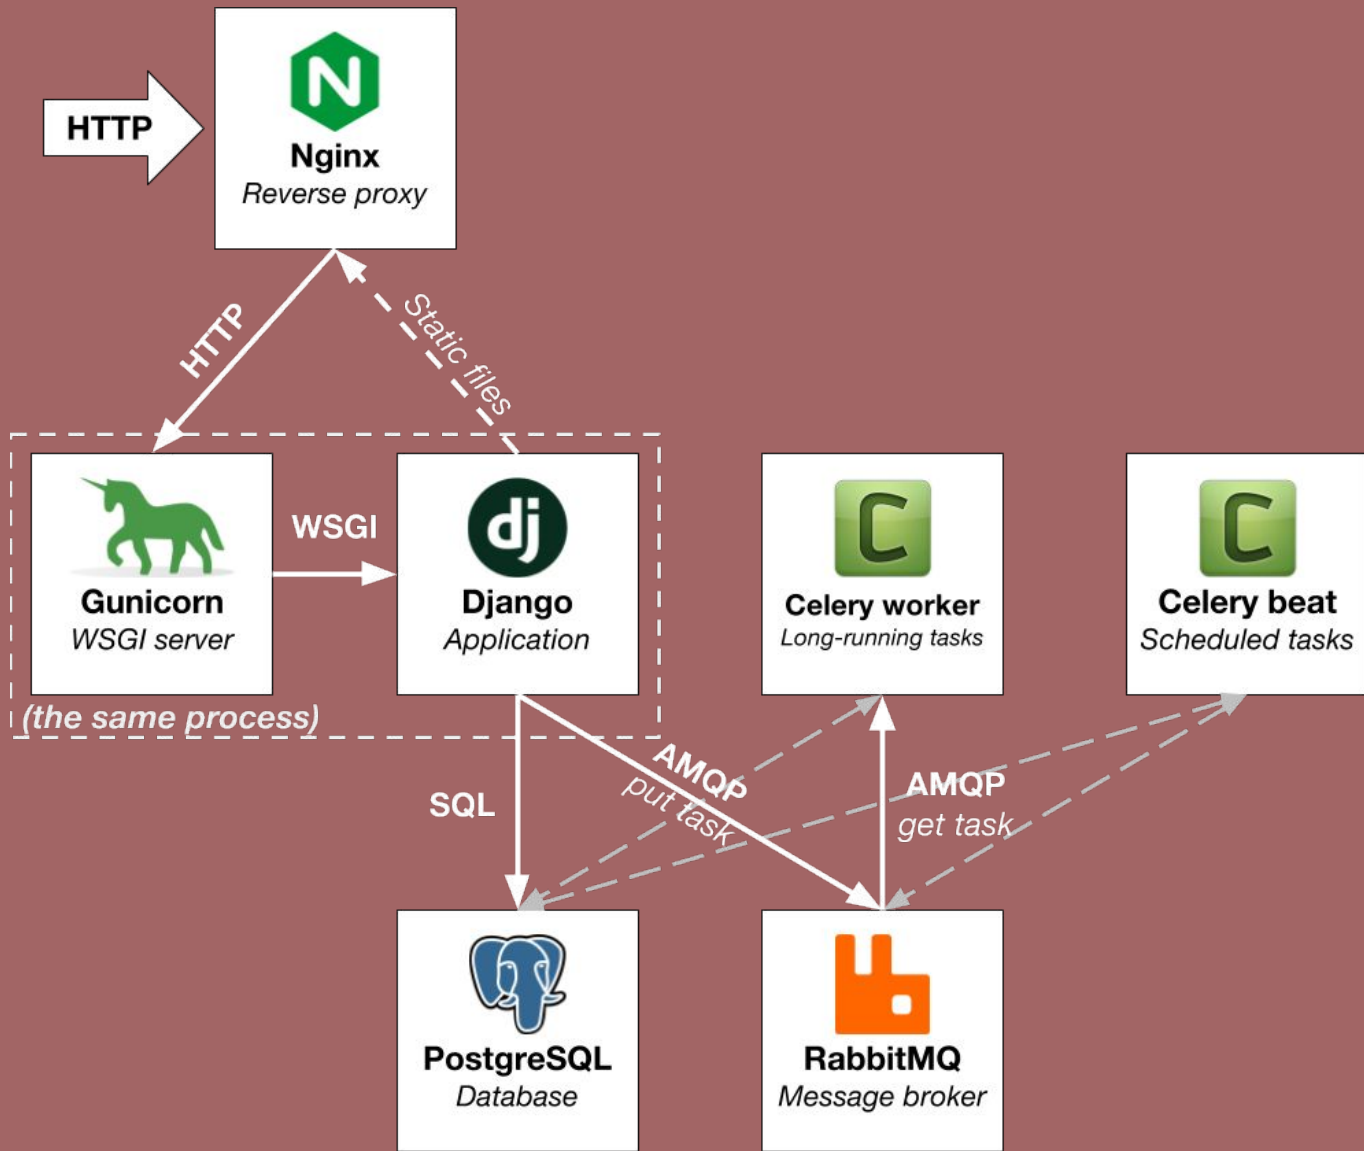 HTTP
Nginx
Reverse proxy
HTTP
Static files
Gunicorn
WSGI server
WSGI
dj
Django
Application
C
Celery worker
Long-running tasks
C
Celery beat
Scheduled tasks
(the same process)
SQL
AMQP
put task
AMQP
get task
PostgreSQL
Database
RabbitMQ
Message broker